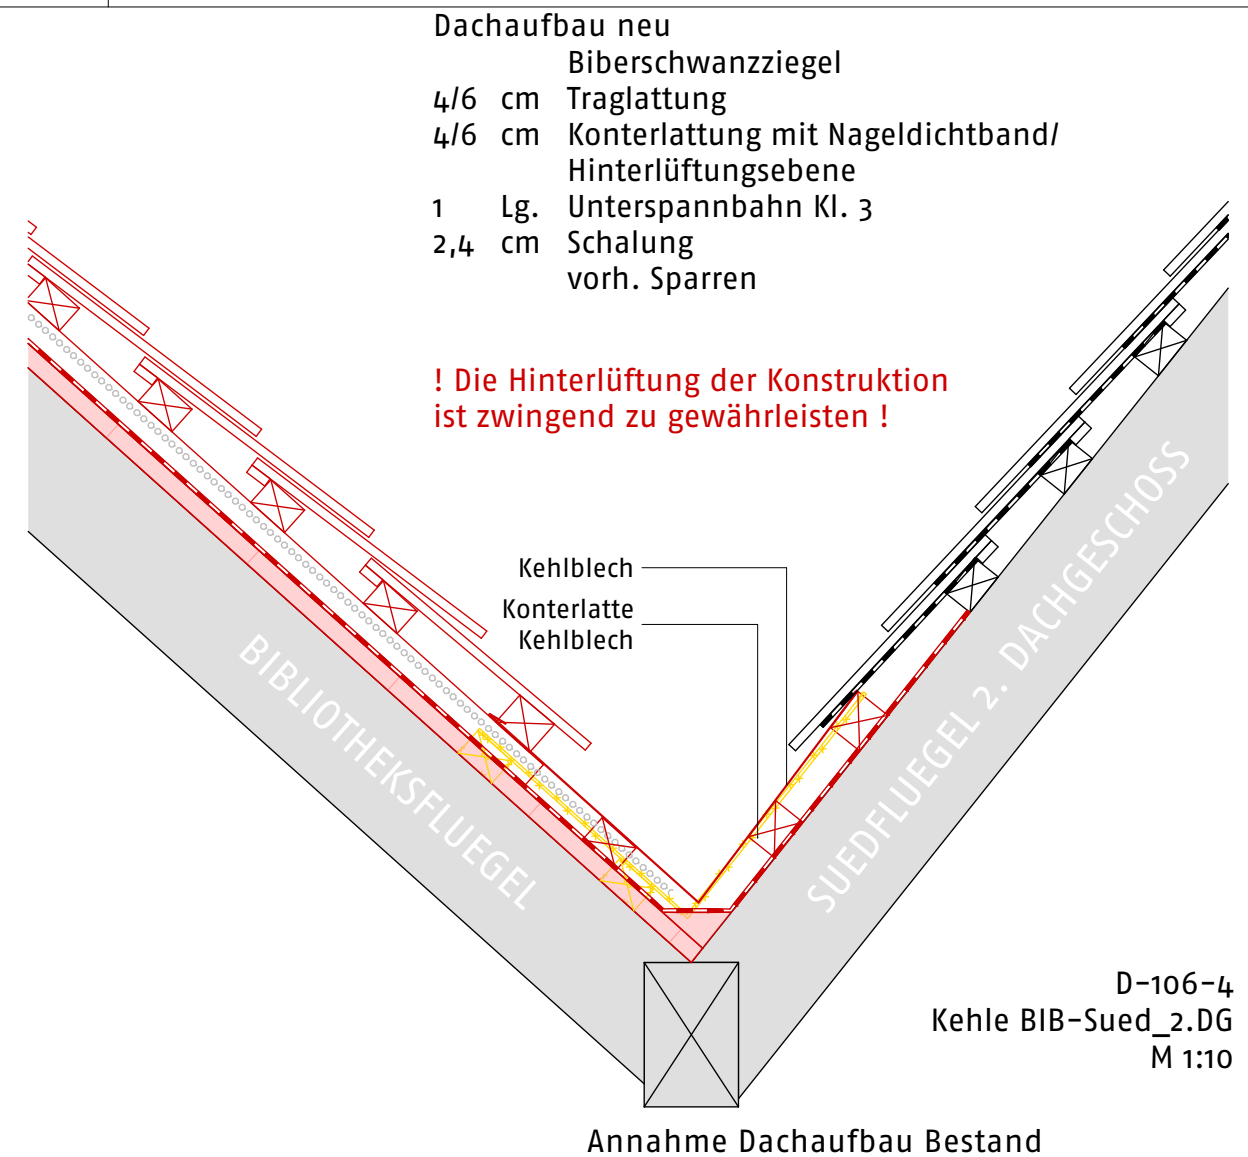 Dachaufbau neu
Biberschwanzziegel
4/6 cm Traglattung
4/6 cm Konterlattung mit Nageldichtband/
Hinterlüftungsebene
1 Lg. Unterspannbahn Kl. 3
2,4 cm Schalung
vorh. Sparren
! Die Hinterlüftung der Konstruktion
ist zwingend zu gewährleisten !
Kehlblech
Konterlatte
Kehlblech
BIBLIOTHEKSFLUEGEL
SUEDFLUEGEL 2. DACHGESCHOSS
D-106-4
Kehle BIB-Sued_2.DG
M 1:10
Annahme Dachaufbau Bestand